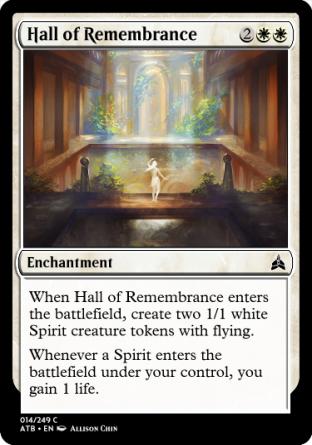 Hall of Remembrance 2
Enchantment
When Hall of Remembrance enters
the battlefield, create two 1/1 white
Spirit creature tokens with flying.
Whenever a Spirit enters the
battlefield under your control, you
gain 1 life.
014/249 C
ATB • EN Allison Chin